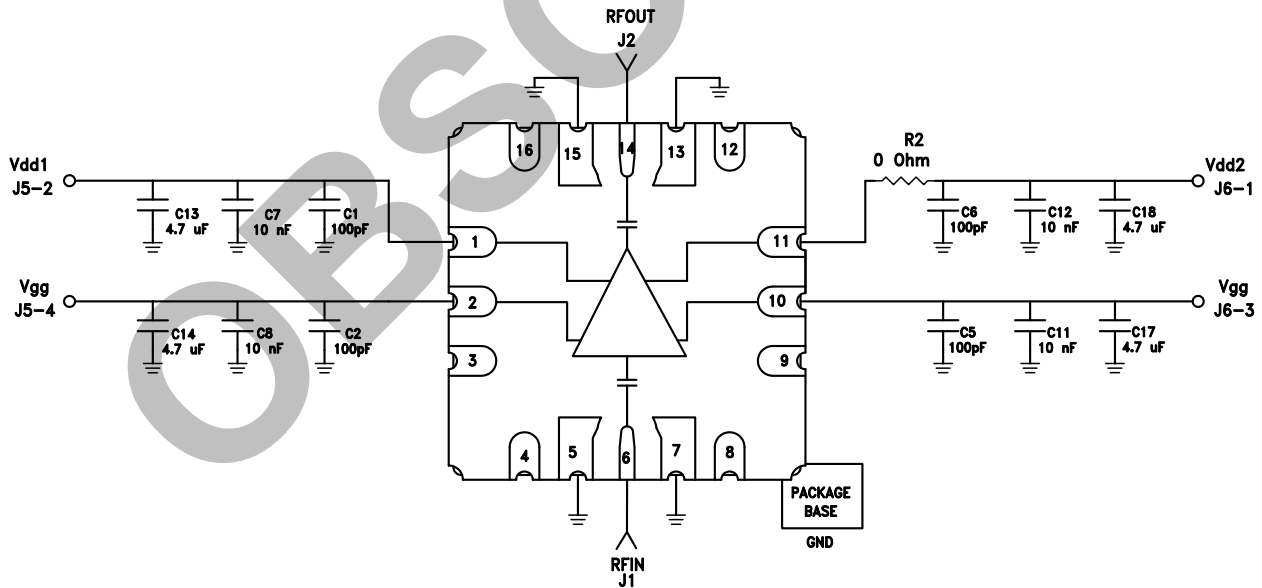 RFOUT
J2
16
15
14
13
12
R2
0 Ohm
Vdd1
J5-2
Vdd2
J6-1
C13
4.7 uF
C7
10 nF
C1
100pF
1
11
C6
100pF
C12
10 nF
C18
4.7 uF
Vgg
J5-4
2
10
Vgg
J6-3
C14
4.7 uF
C8
10 nF
C2
100pF
3
9
C5
100pF
C11
10 nF
C17
4.7 uF
4
5
6
7
8
PACKAGE
BASE
GND
RFIN
J1
OBSO